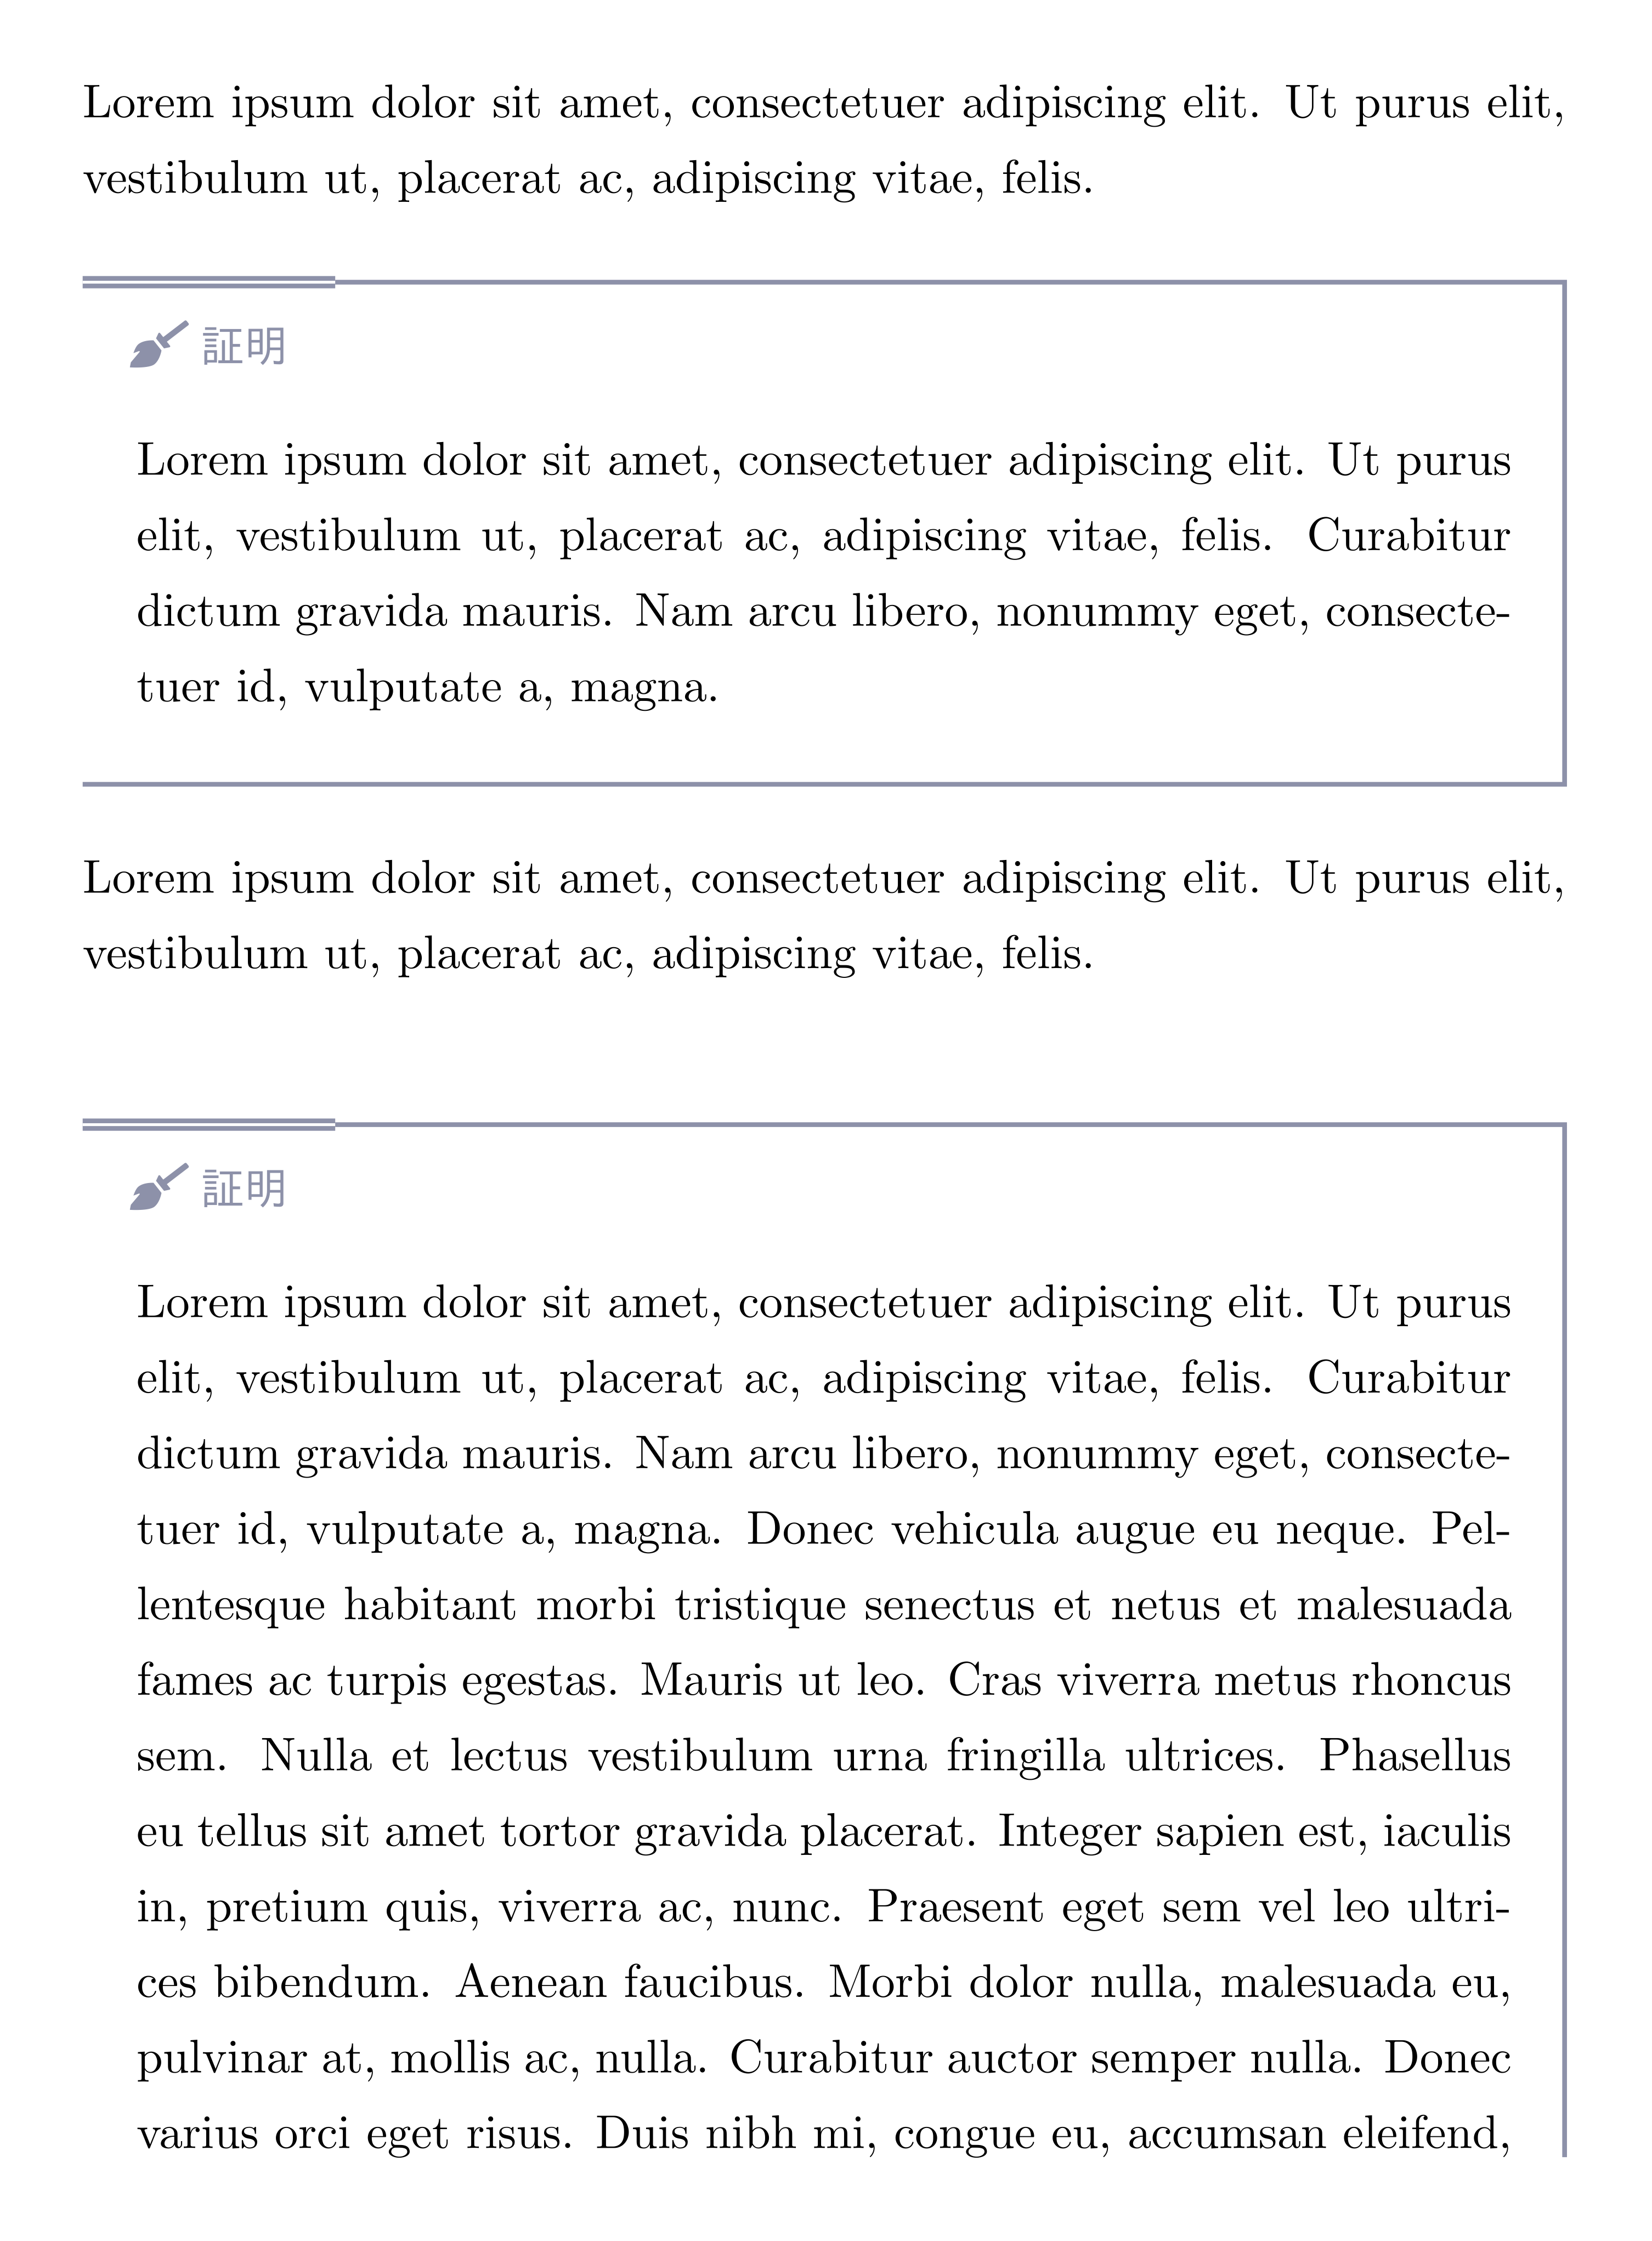 Lorem ipsum dolor sit amet, consectetuer adipiscing elit. Ut purus elit,
vestibulum ut, placerat ac, adipiscing vitae, felis.
証明
Lorem ipsum dolor sit amet, consectetuer adipiscing elit. Ut purus
elit, vestibulum ut, placerat ac, adipiscing vitae, felis. Curabitur
dictum gravida mauris. Nam arcu libero, nonummy eget, consecte-
tuer id, vulputate a, magna.
Lorem ipsum dolor sit amet, consectetuer adipiscing elit. Ut purus elit,
vestibulum ut, placerat ac, adipiscing vitae, felis.
証明
Lorem ipsum dolor sit amet, consectetuer adipiscing elit. Ut purus
elit, vestibulum ut, placerat ac, adipiscing vitae, felis. Curabitur
dictum gravida mauris. Nam arcu libero, nonummy eget, consecte-
tuer id, vulputate a, magna. Donec vehicula augue eu neque. Pel-
lentesque habitant morbi tristique senectus et netus et malesuada
fames ac turpis egestas. Mauris ut leo. Cras viverra metus rhoncus
sem. Nulla et lectus vestibulum urna fringilla ultrices. Phasellus
eu tellus sit amet tortor gravida placerat. Integer sapien est, iaculis
in, pretium quis, viverra ac, nunc. Praesent eget sem vel leo ultri-
ces bibendum. Aenean faucibus. Morbi dolor nulla, malesuada eu,
pulvinar at, mollis ac, nulla. Curabitur auctor semper nulla. Donec
varius orci eget risus. Duis nibh mi, congue eu, accumsan eleifend,